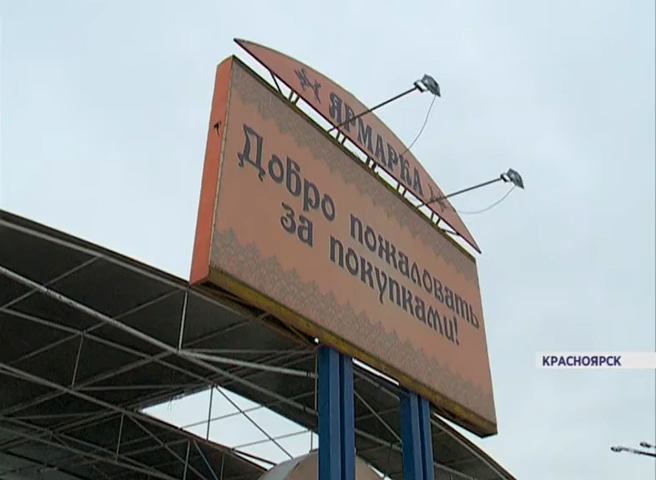 ЯРМАРКА
Добро пожаловать
за покупками!
КРАСНОЯРСК